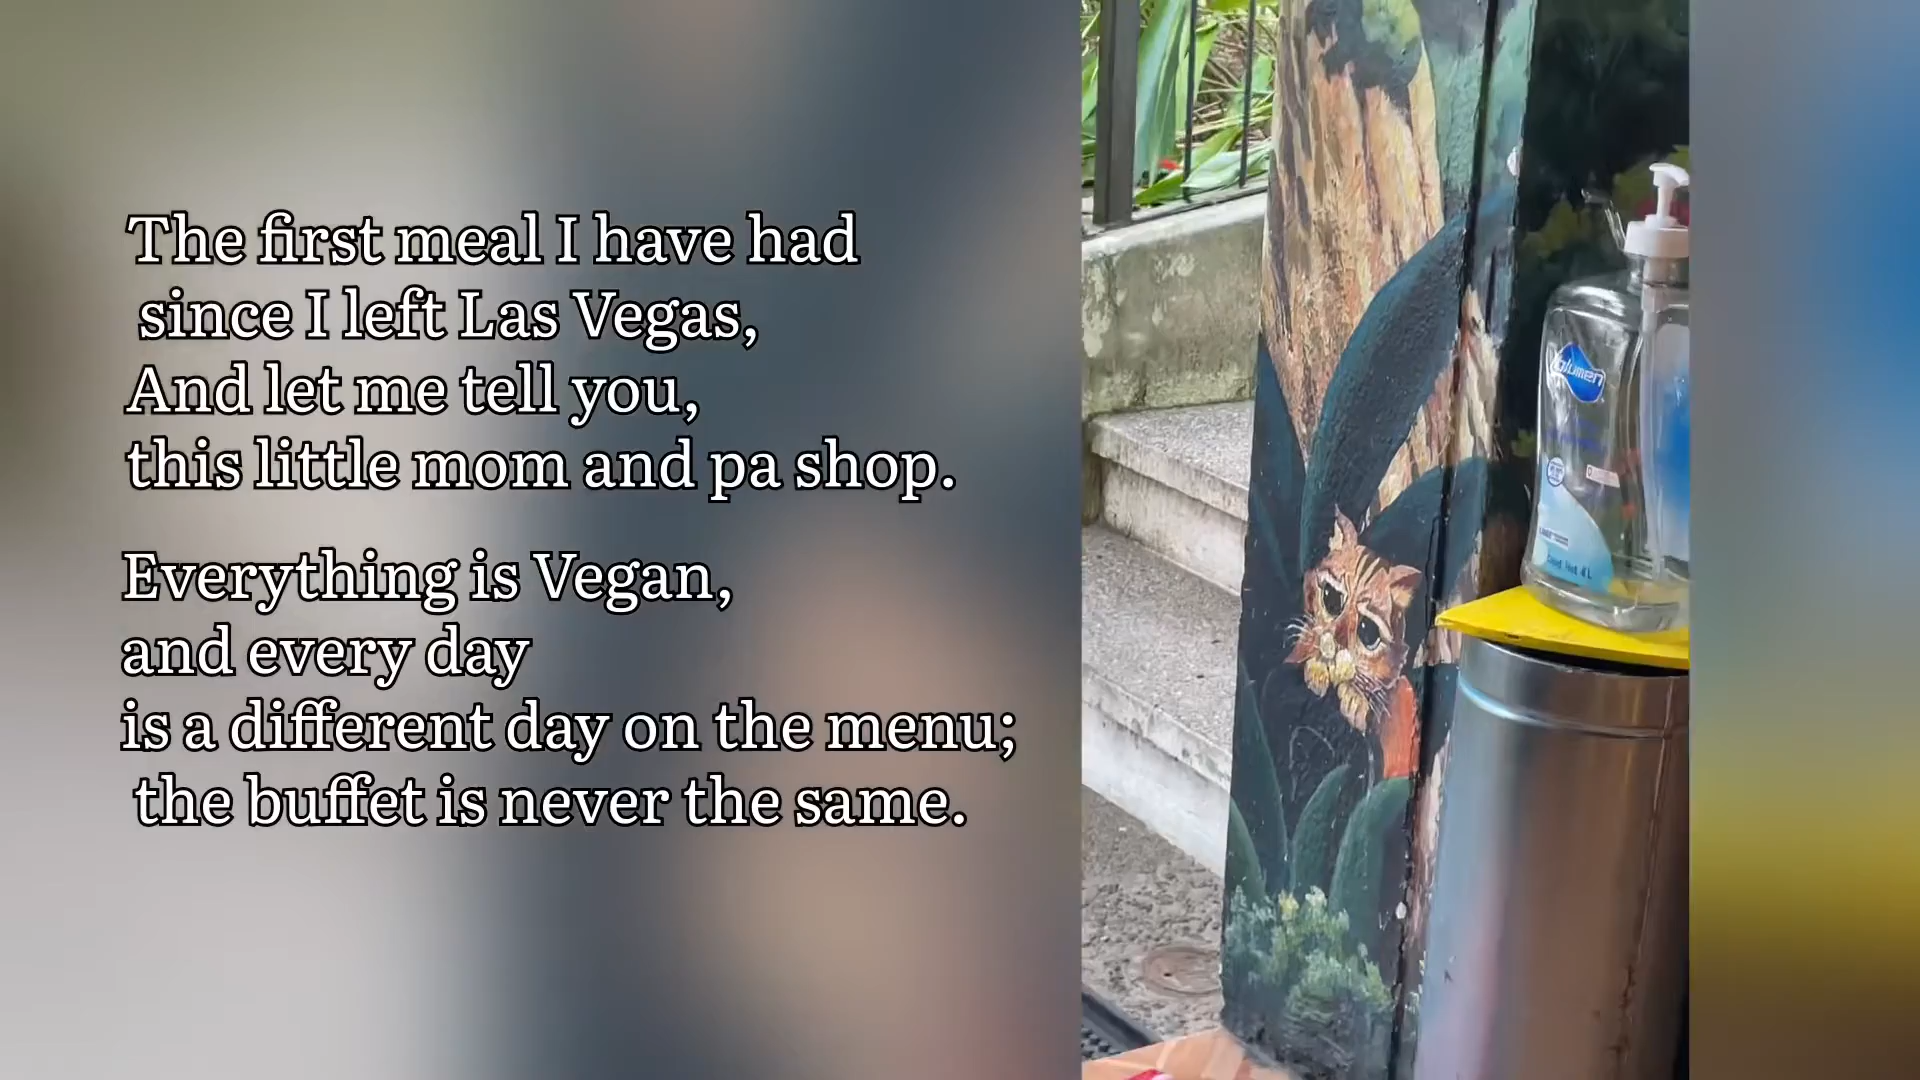 The first meal I have had
since I left Las Vegas,
And let me tell you,
this little mom and pa shop.
Everything is Vegan,
and every day
is a different day on the menu;
the buffet is never the same.
blumen